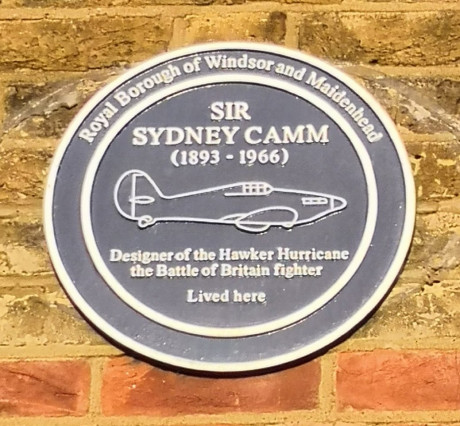 Royal Borough of Windsor and Maidenhead
SIR
SYDNEY CAMM
(1893 - 1966)
Designer of the Hawker Hurricane
the Battle of Britain fighter
Lived here